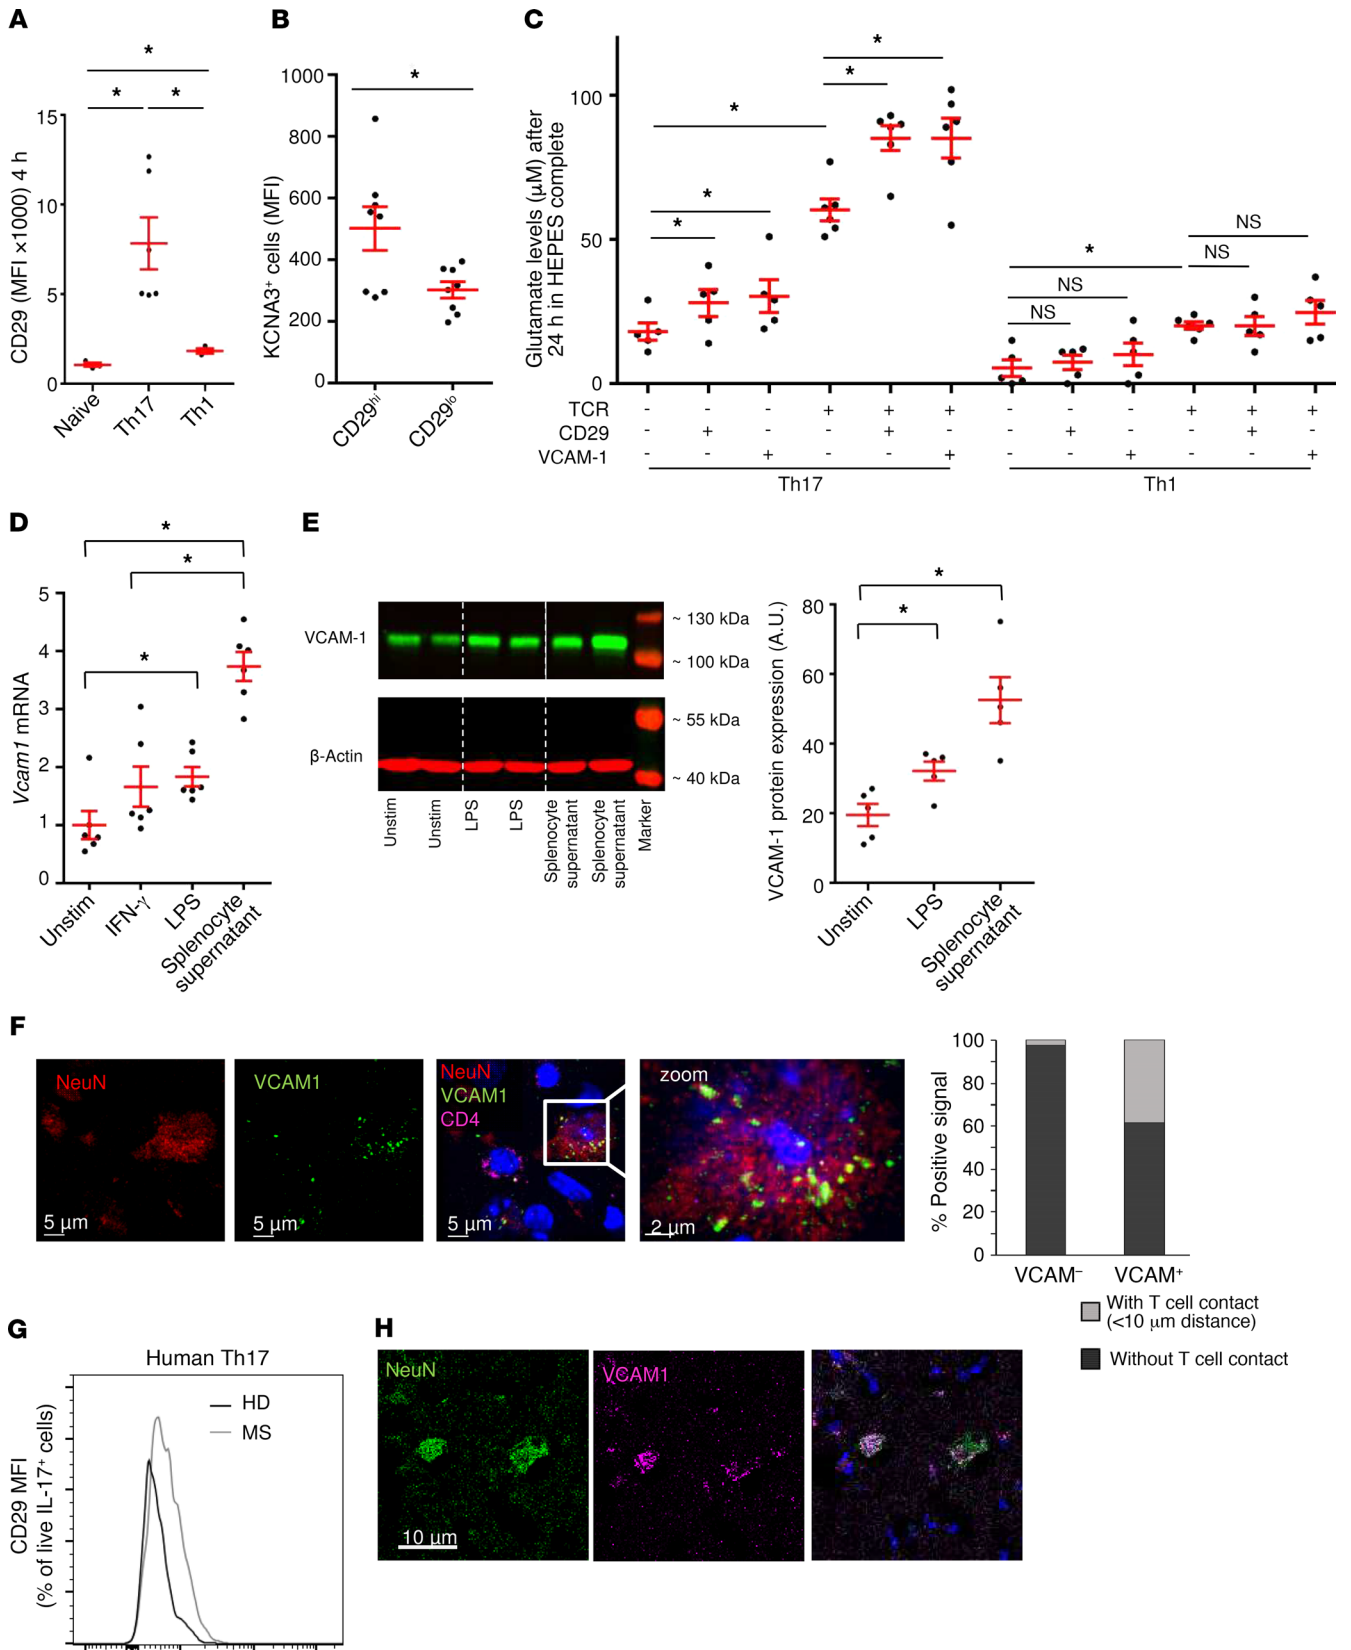 A
*
* *
CD29 (MFI ×1000) 4 h
15
10
5
0
Naive
Th17
Th1
B
*
KCNA3⁺ cells (MFI)
1000
800
600
400
200
0
CD29ʰⁱ
CD29ˡᵒ
C
Glutamate levels (µM) after
24 h in HEPES complete
100
50
0
*
*
*
*
*
*
NS
NS
NS
NS
TCR - - - + + + - - - + + +
CD29 - + - - + - - + - - + -
VCAM-1 - - + - - + - - + - - +
Th17
Th1
D
*
*
*
Vcam1 mRNA
5
4
3
2
1
0
Unstim
IFN-γ
LPS
Splenocyte
supernatant
E
VCAM-1
~ 130 kDa
~ 100 kDa
β-Actin
~ 55 kDa
~ 40 kDa
Unstim
Unstim
LPS
LPS
Splenocyte
supernatant
Splenocyte
supernatant
Marker
*
*
VCAM-1 protein expression (A.U.)
80
60
40
20
0
Unstim
LPS
Splenocyte
supernatant
F
NeuN
5 µm
VCAM1
5 µm
NeuN
VCAM1
CD4
5 µm
zoom
2 µm
% Positive signal
100
80
60
40
20
0
VCAM⁻
VCAM⁺
With T cell contact
(<10 µm distance)
Without T cell contact
G
Human Th17
HD
MS
CD29 MFI
(% of live IL-17⁺ cells)
H
NeuN
10 µm
VCAM1